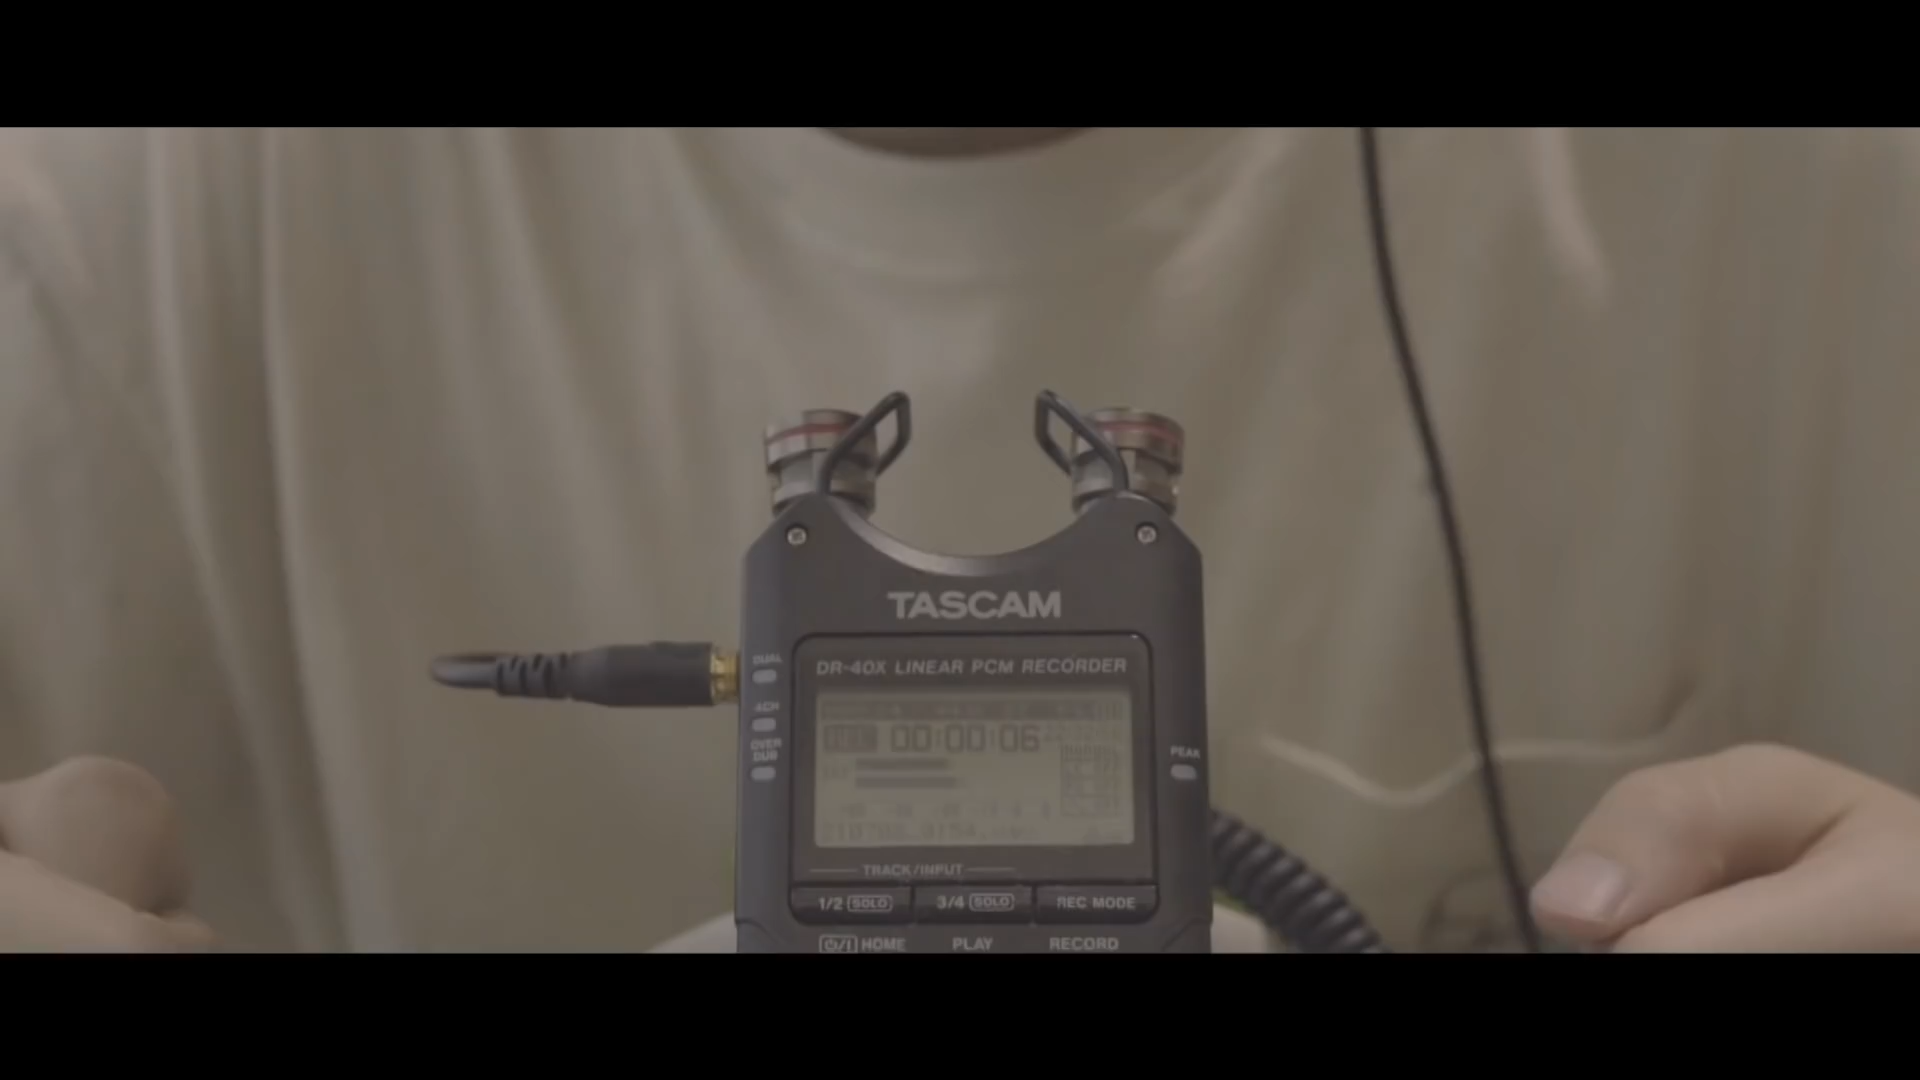 TASCAM
DUAL
DR-40X LINEAR PCM RECORDER
4CH
00:00:06
OVER
DUB
PEAK
TRACK/INPUT
1/2 SOLO 3/4 SOLO REC MODE
⏻/I HOME PLAY RECORD